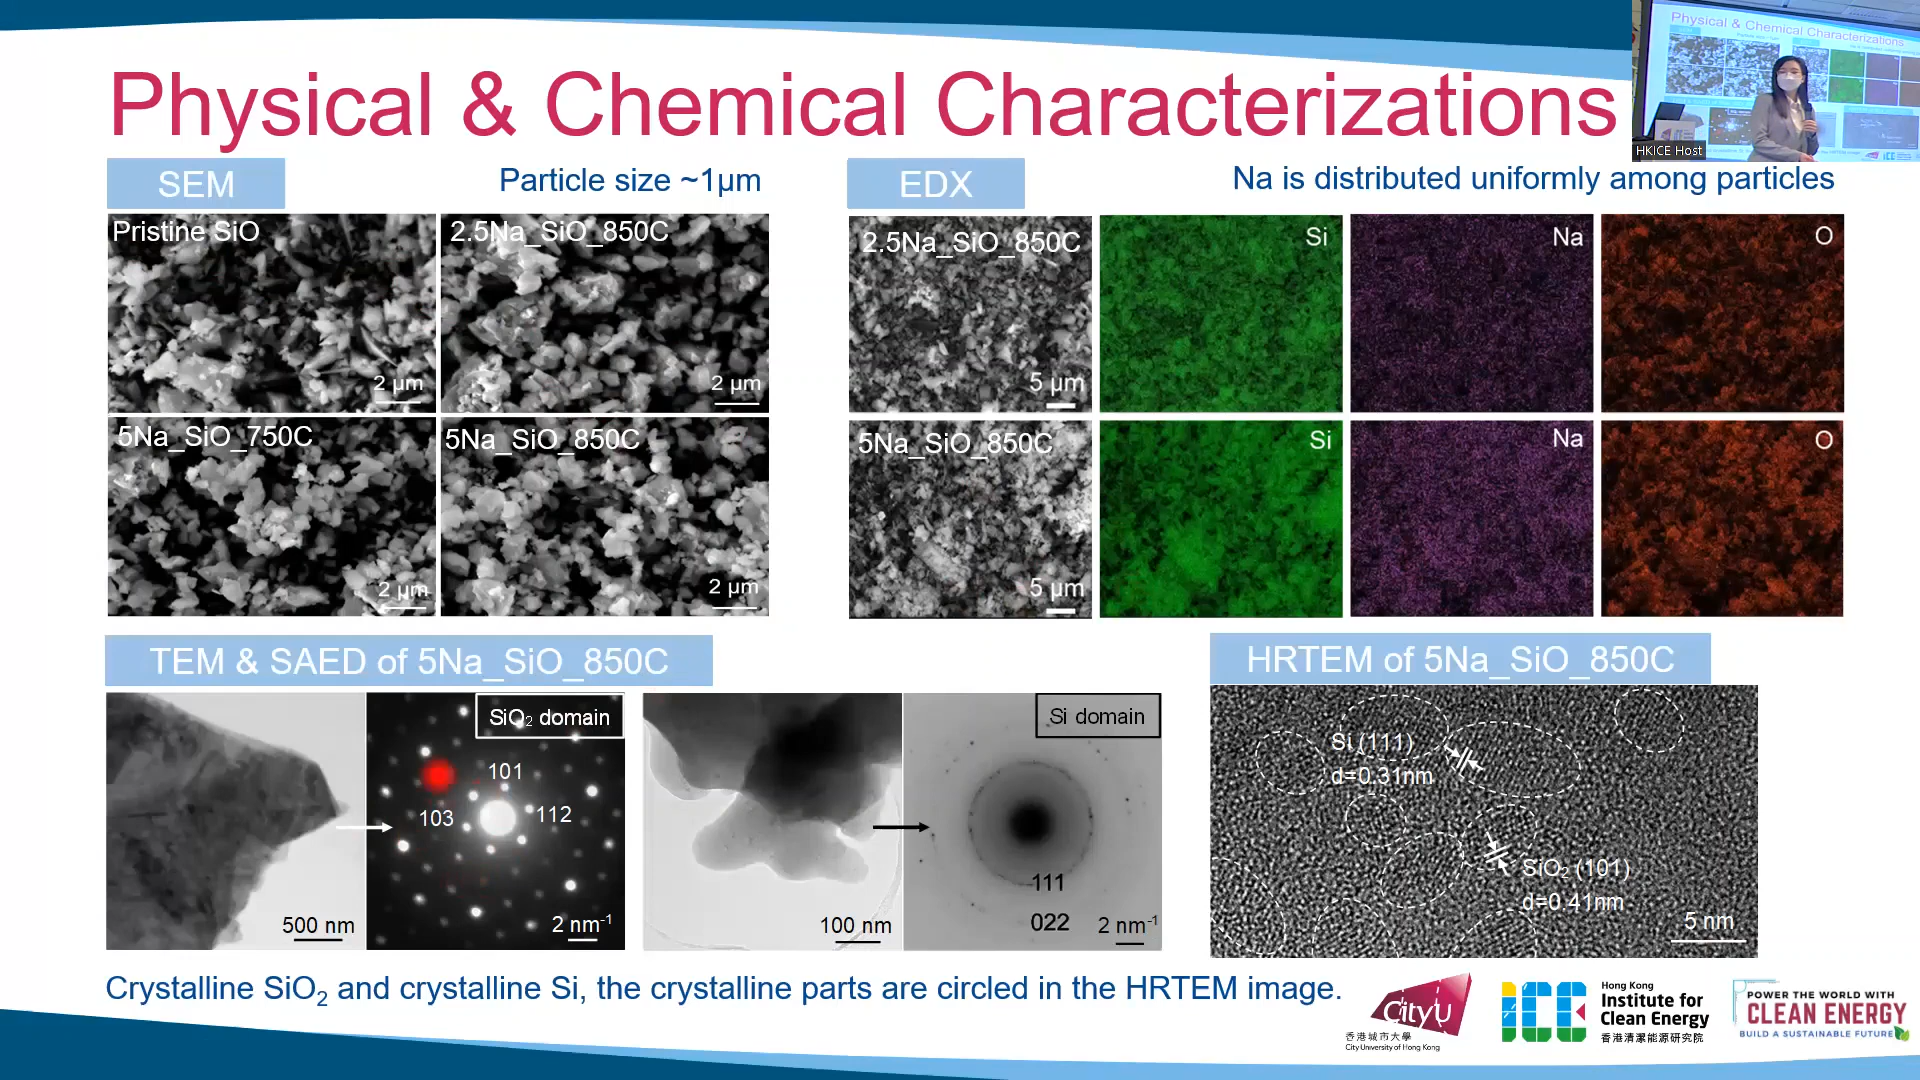 Physical & Chemical Characterizations
Physical & Chemical Characterizations
HKICE Host
SEM
Particle size ~1μm
EDX
Na is distributed uniformly among particles
Pristine SiO
2 μm
2.5Na_SiO_850C
2 μm
5Na_SiO_750C
2 μm
5Na_SiO_850C
2 μm
2.5Na_SiO_850C
5 μm
Si
Na
O
5Na_SiO_850C
5 μm
Si
Na
O
TEM & SAED of 5Na_SiO_850C
500 nm
SiO₂ domain
101
103
112
2 nm⁻¹
100 nm
Si domain
111
022
2 nm⁻¹
HRTEM of 5Na_SiO_850C
Si (111)
d=0.31nm
SiO₂ (101)
d=0.41nm
5 nm
Crystalline SiO₂ and crystalline Si, the crystalline parts are circled in the HRTEM image.
CityU
香港城市大學
City University of Hong Kong
ICE
Hong Kong
Institute for
Clean Energy
香港清潔能源研究院
POWER THE WORLD WITH
CLEAN ENERGY
BUILD A SUSTAINABLE FUTURE